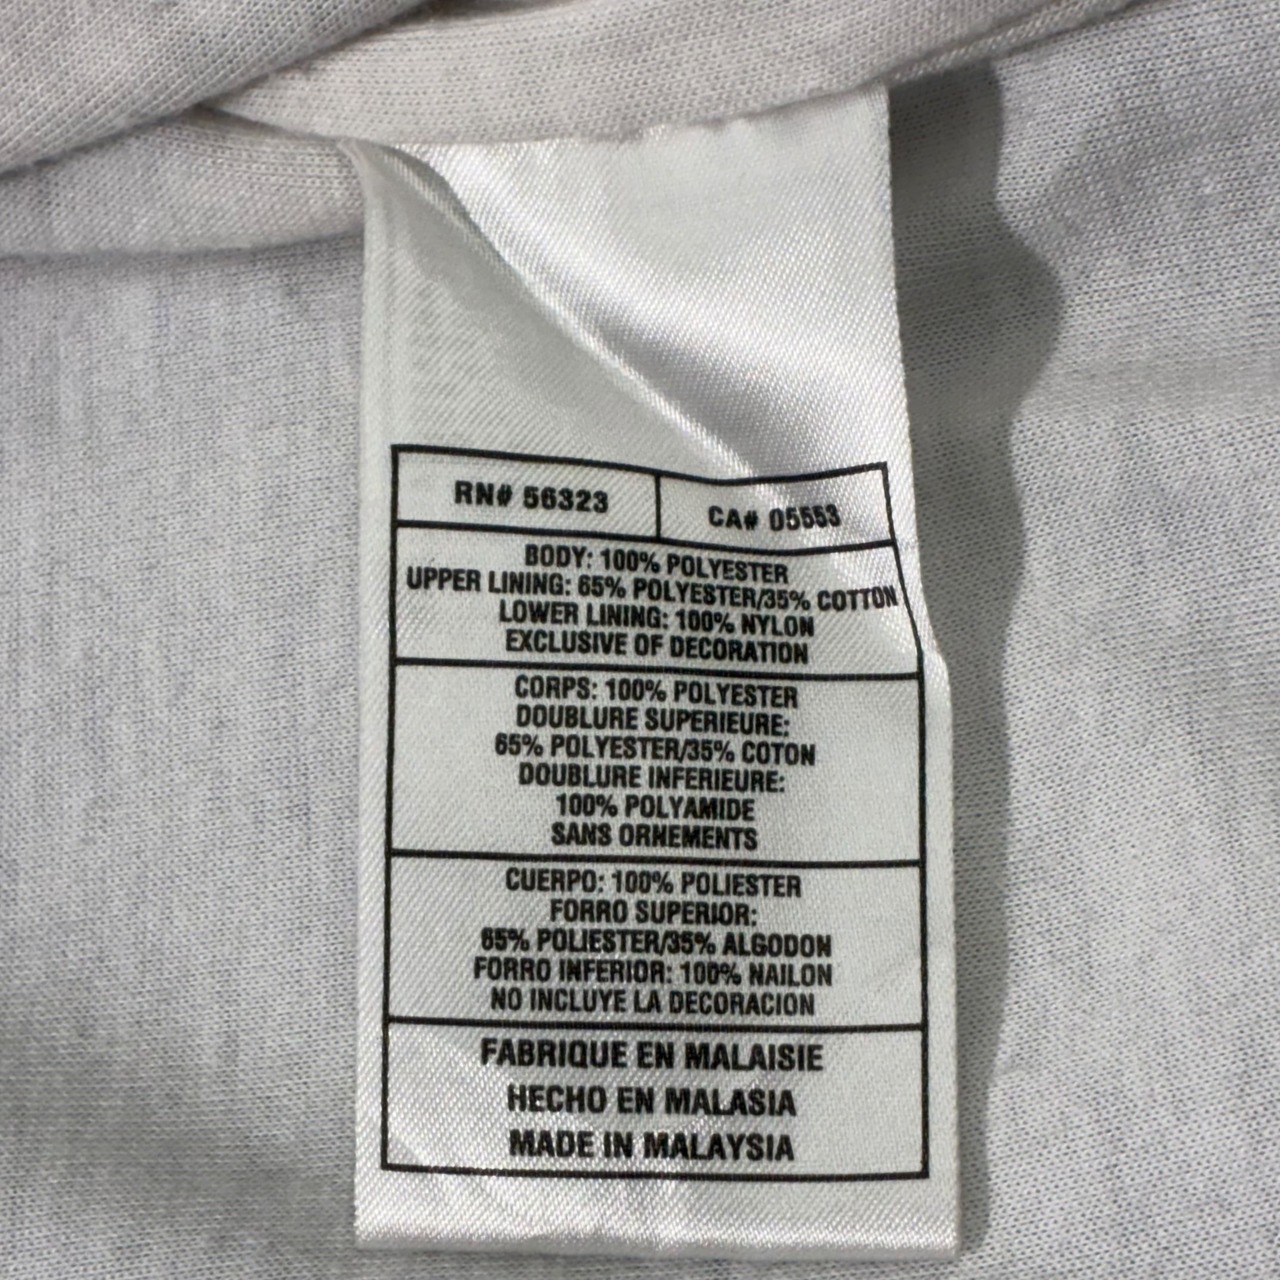 RN# 56323
CA# 05553
BODY: 100% POLYESTER
UPPER LINING: 65% POLYESTER/35% COTTON
LOWER LINING: 100% NYLON
EXCLUSIVE OF DECORATION
CORPS: 100% POLYESTER
DOUBLURE SUPERIEURE:
65% POLYESTER/35% COTON
DOUBLURE INFERIEURE:
100% POLYAMIDE
SANS ORNEMENTS
CUERPO: 100% POLIESTER
FORRO SUPERIOR:
65% POLIESTER/35% ALGODON
FORRO INFERIOR: 100% NAILON
NO INCLUYE LA DECORACION
FABRIQUE EN MALAISIE
HECHO EN MALASIA
MADE IN MALAYSIA